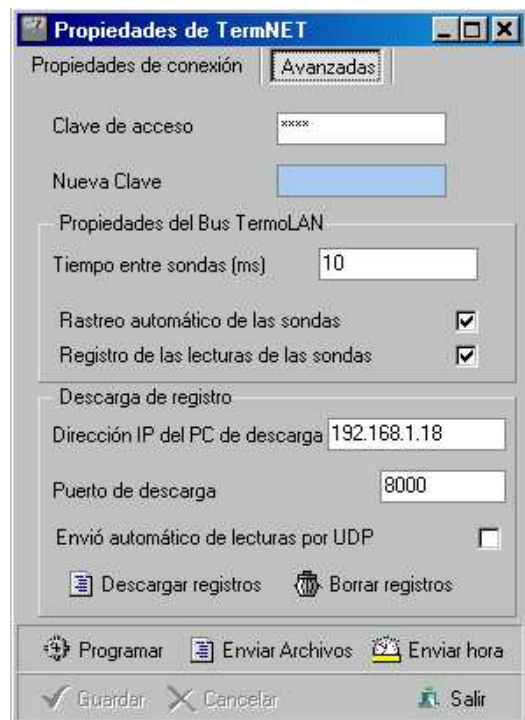 Propiedades de TermNET
Propiedades de conexión Avanzadas
Clave de acceso ****
Nueva Clave
Propiedades del Bus TermoLAN
Tiempo entre sondas (ms) 10
Rastreo automático de las sondas
Registro de las lecturas de las sondas
Descarga de registro
Dirección IP del PC de descarga 192.168.1.18
Puerto de descarga 8000
Envió automático de lecturas por UDP
Descargar registros Borrar registros
Programar Enviar Archivos Enviar hora
Guardar Cancelar Salir